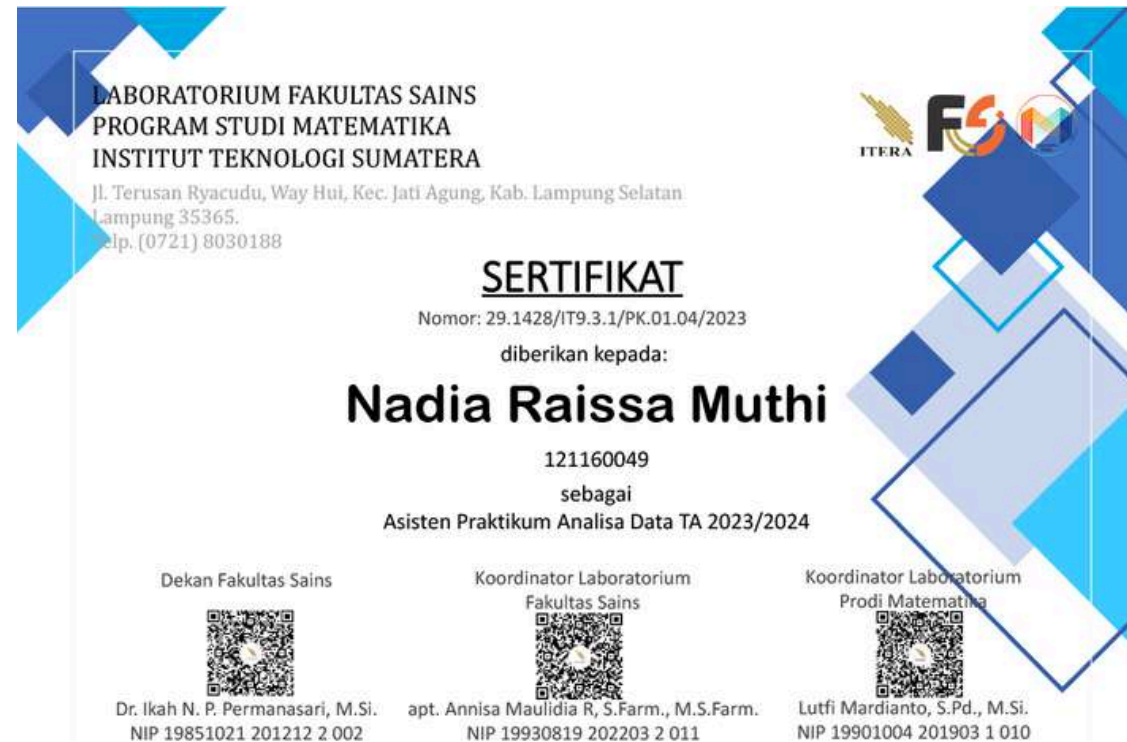 LABORATORIUM FAKULTAS SAINS
PROGRAM STUDI MATEMATIKA
INSTITUT TEKNOLOGI SUMATERA
Jl. Terusan Ryacudu, Way Hui, Kec. Jati Agung, Kab. Lampung Selatan
Lampung 35365.
Telp. (0721) 8030188
ITERA
SERTIFIKAT
Nomor: 29.1428/IT9.3.1/PK.01.04/2023
diberikan kepada:
Nadia Raissa Muthi
121160049
sebagai
Asisten Praktikum Analisa Data TA 2023/2024
Dekan Fakultas Sains
Dr. Ikah N. P. Permanasari, M.Si.
NIP 19851021 201212 2 002
Koordinator Laboratorium
Fakultas Sains
apt. Annisa Maulidia R, S.Farm., M.S.Farm.
NIP 19930819 202203 2 011
Koordinator Laboratorium
Prodi Matematika
Lutfi Mardianto, S.Pd., M.Si.
NIP 19901004 201903 1 010